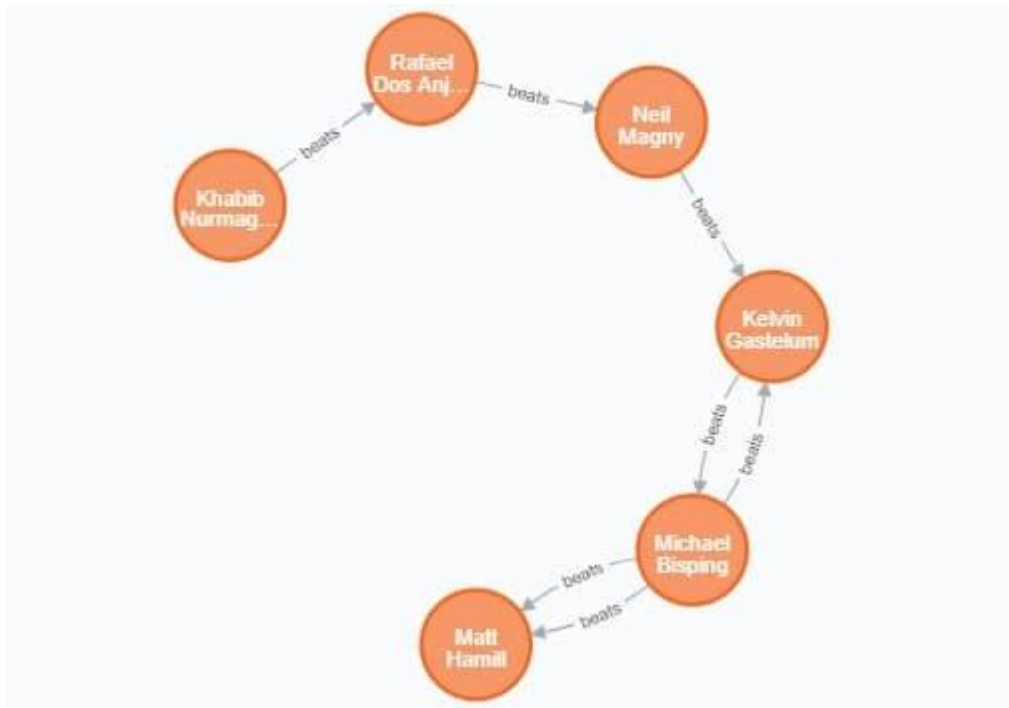 Rafael
Dos Anj...
beats
Neil
Magny
beats
Khabib
Nurmag...
beats
Kelvin
Gastelum
beats
beats
Michael
Bisping
beats
beats
Matt
Hamill